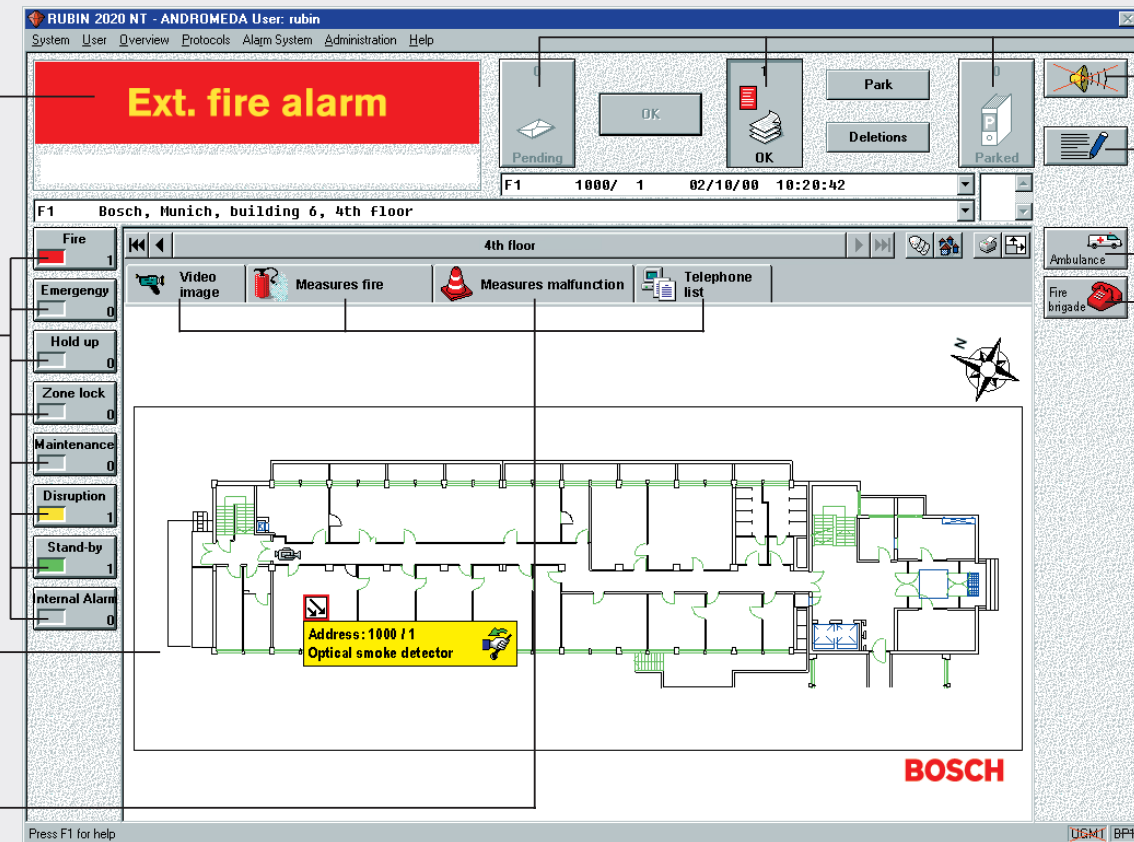 RUBIN 2020 NT - ANDROMEDA User: rubin
System User Overview Protocols Alarm System Administration Help
Ext. fire alarm
0
Pending
OK
1
OK
Park
Deletions
0
P
Parked
F1 1000/ 1 02/10/00 10:20:42
F1 Bosch, Munich, building 6, 4th floor
Fire
1
Emergengy
0
Hold up
0
Zone lock
0
Maintenance
0
Disruption
1
Stand-by
1
Internal Alarm
0
4th floor
Video
image
Measures fire
Measures malfunction
Telephone
list
Ambulance
Fire
brigade
N
Address: 1000 / 1
Optical smoke detector
BOSCH
Press F1 for help
UGM1 BP1